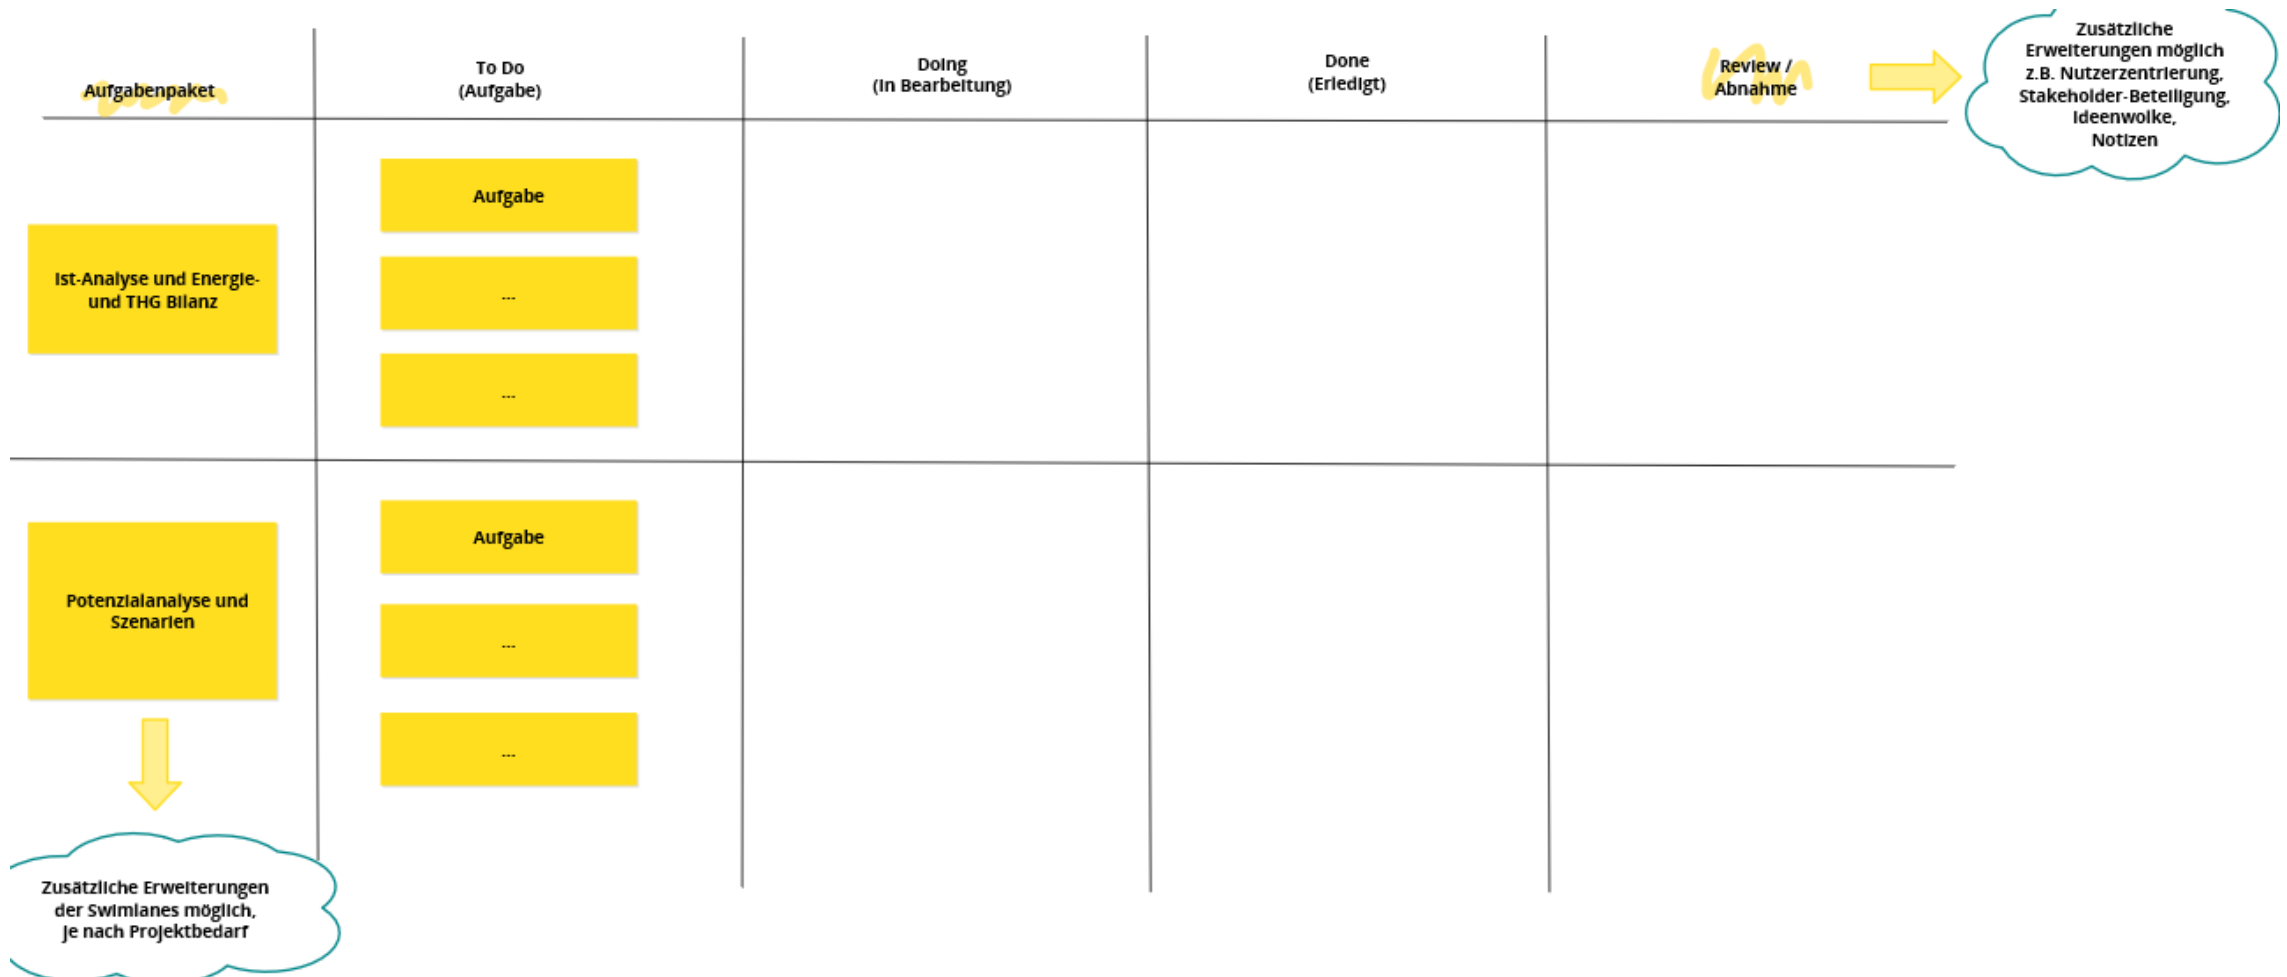 Aufgabenpaket
To Do
(Aufgabe)
Doing
(in Bearbeitung)
Done
(Erledigt)
Review /
Abnahme
Zusätzliche
Erweiterungen möglich
z.B. Nutzerzentrierung,
Stakeholder-Beteiligung,
Ideenwolke,
Notizen
Ist-Analyse und Energie-
und THG Bilanz
Aufgabe
...
...
Potenzialanalyse und
Szenarien
Aufgabe
...
...
Zusätzliche Erweiterungen
der Swimlanes möglich,
je nach Projektbedarf